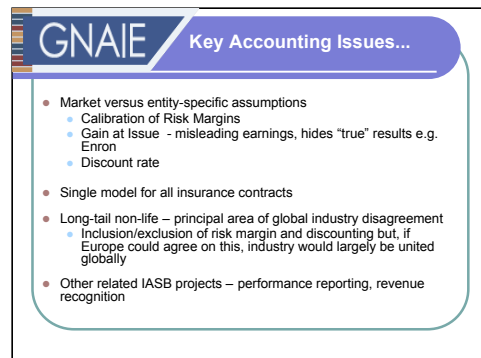 GNAIE
Key Accounting Issues...
Market versus entity-specific assumptions
Calibration of Risk Margins
Gain at Issue - misleading earnings, hides “true” results e.g.
Enron
Discount rate
Single model for all insurance contracts
Long-tail non-life – principal area of global industry disagreement
Inclusion/exclusion of risk margin and discounting but, if
Europe could agree on this, industry would largely be united
globally
Other related IASB projects – performance reporting, revenue
recognition